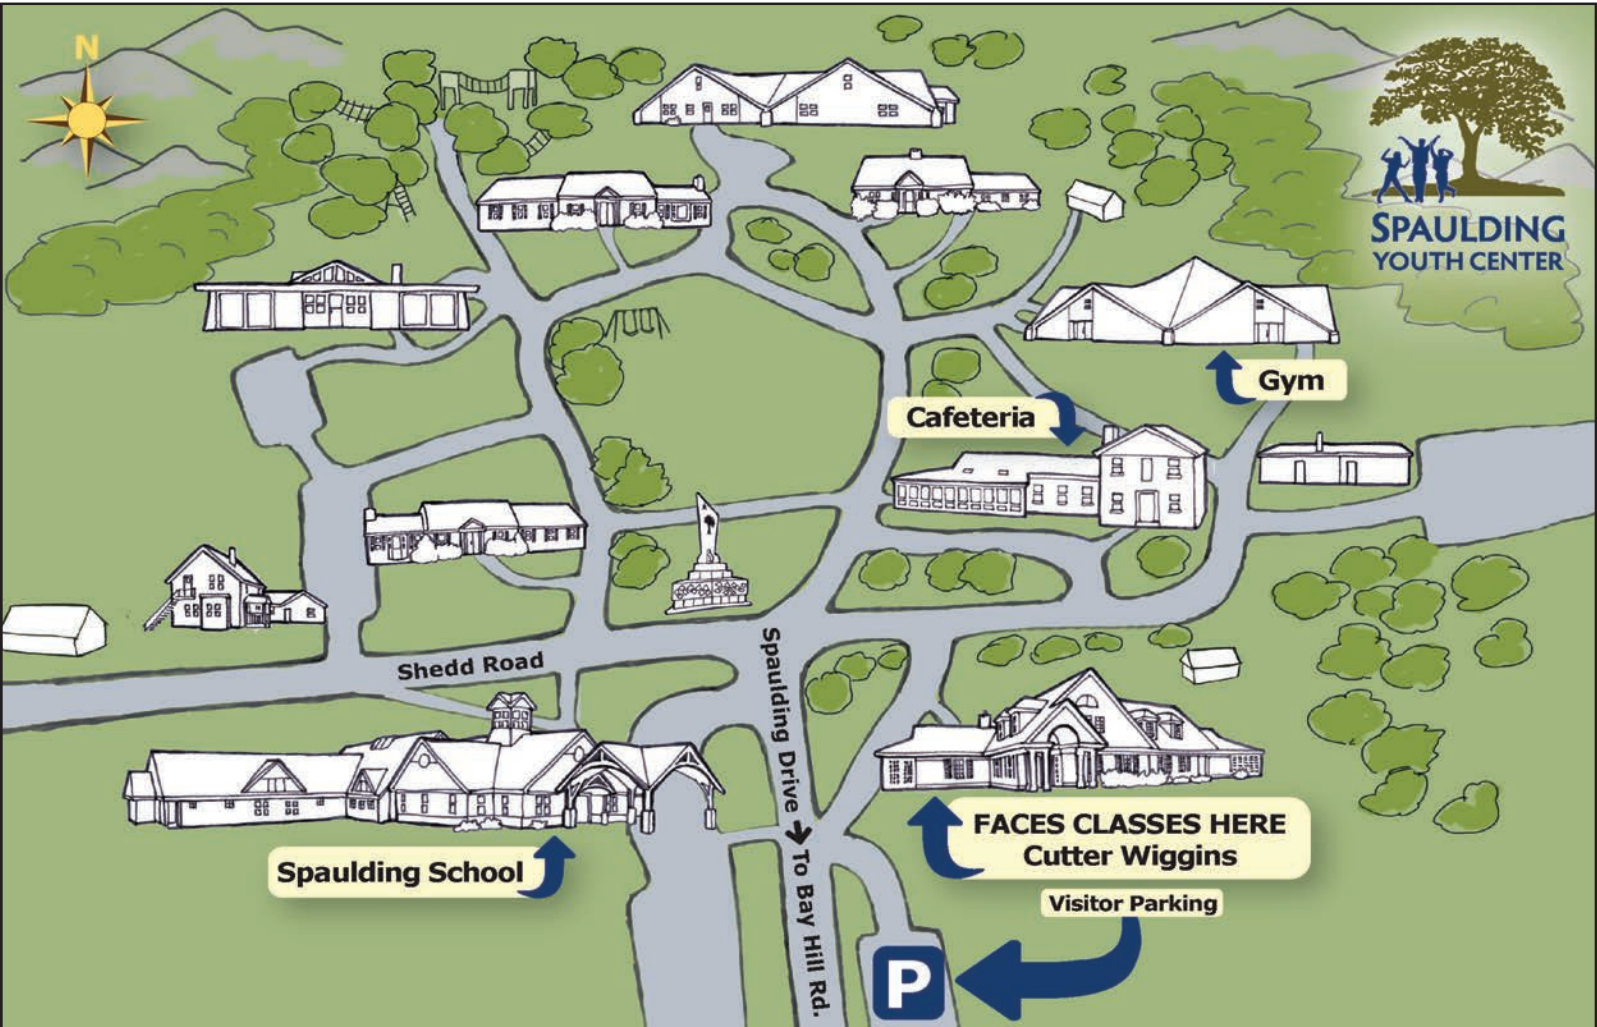 N
SPAULDING
YOUTH CENTER
Gym
Cafeteria
Shedd Road
Spaulding Drive → To Bay Hill Rd.
FACES CLASSES HERE
Cutter Wiggins
Spaulding School
Visitor Parking
P